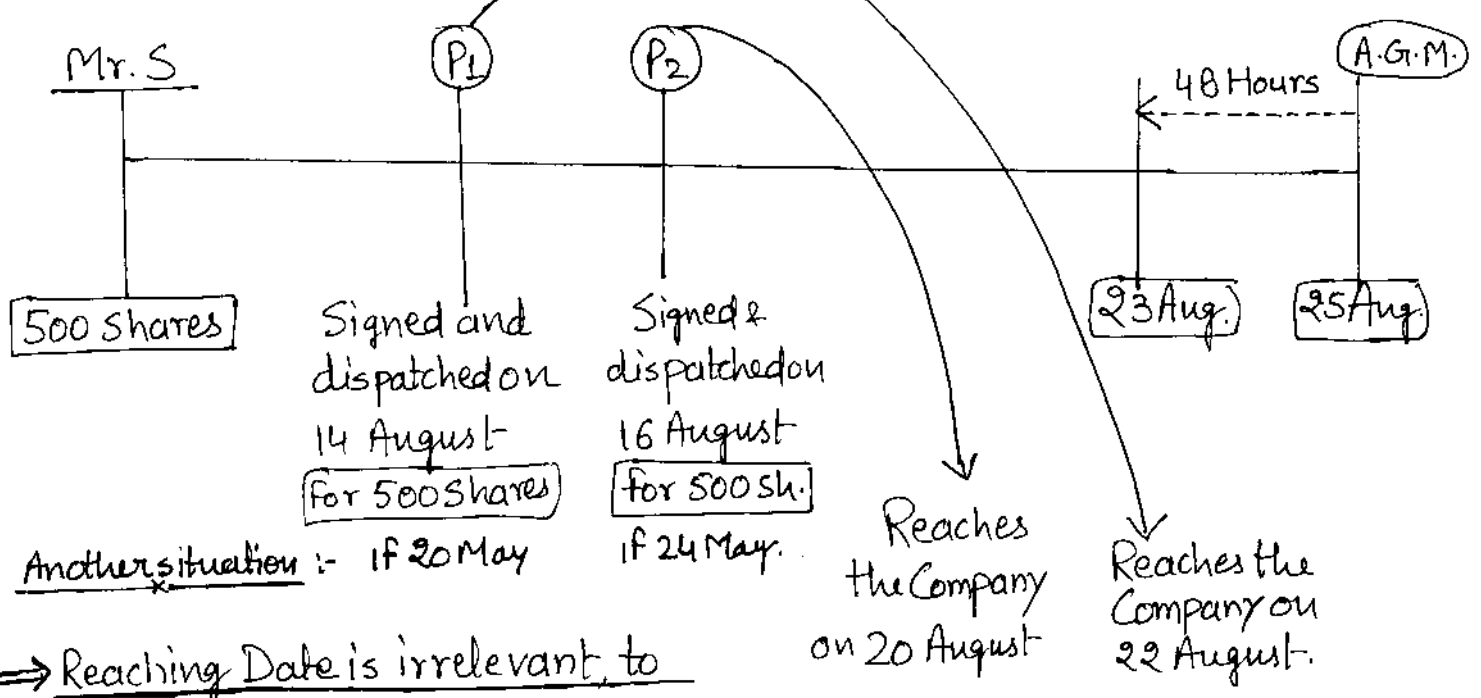 Mr. S
P1
P2
A.G.M.
48 Hours
500 Shares
Signed and
dispatched on
14 August
for 500 Shares
Signed &
dispatched on
16 August
for 500 Sh.
23 Aug.
25 Aug.
Another situation :- if 20 May
if 24 May.
Reaches
the Company
on 20 August
Reaches the
Company on
22 August.
⇒ Reaching Date is irrelevant, to